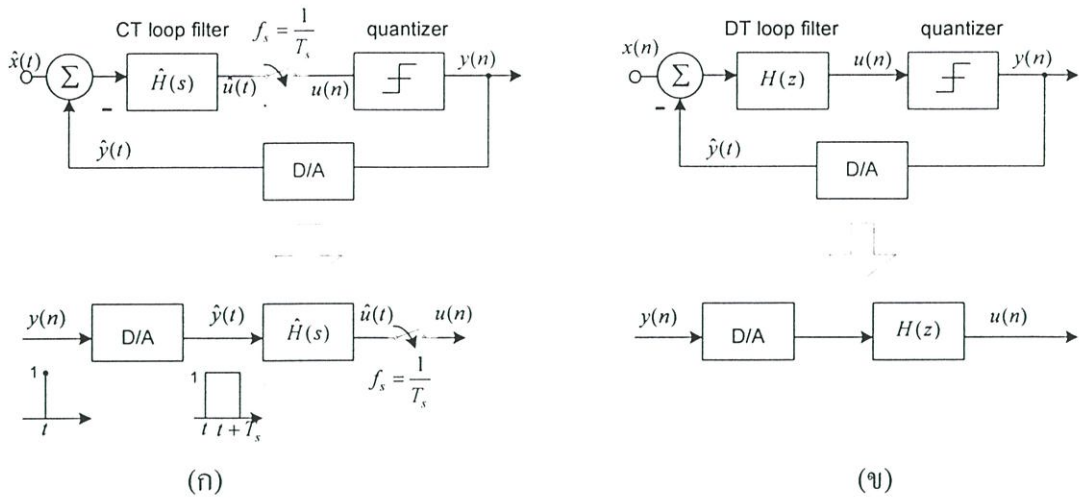 CT loop filter
f_s = 1/T_s
quantizer
x̂(t)
Σ
Ĥ(s)
û(t)
u(n)
y(n)
-
ŷ(t)
D/A
DT loop filter
quantizer
x(n)
Σ
H(z)
u(n)
y(n)
-
ŷ(t)
D/A
y(n)
D/A
ŷ(t)
Ĥ(s)
û(t)
u(n)
f_s = 1/T_s
1
t
1
t
t + T_s
y(n)
D/A
H(z)
u(n)
(ก)
(ข)